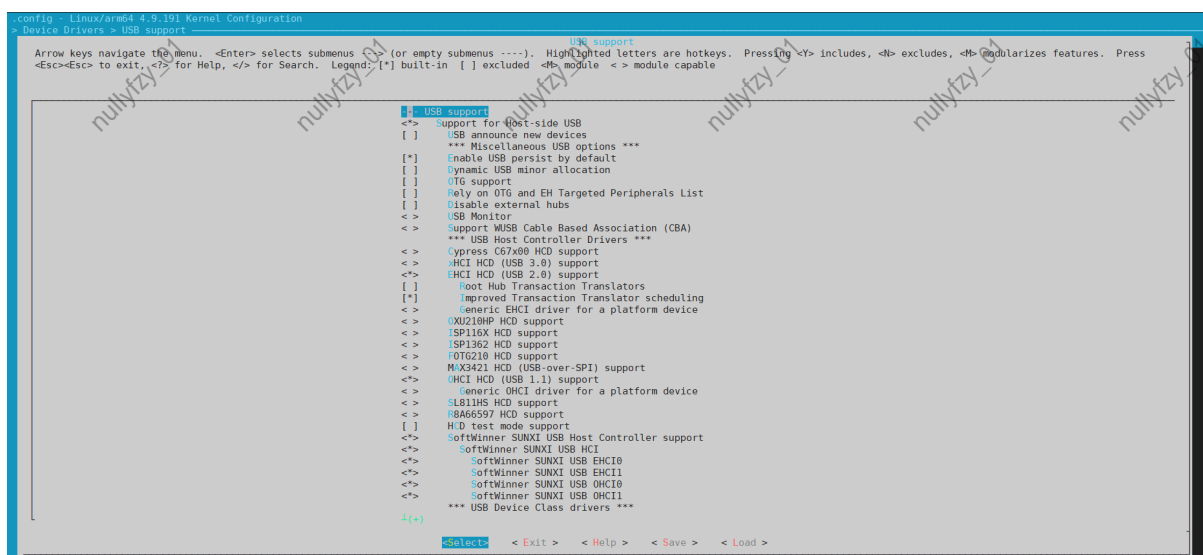 .config - Linux/arm64 4.9.191 Kernel Configuration
> Device Drivers > USB support
USB support
Arrow keys navigate the menu. <Enter> selects submenus ---> (or empty submenus ----). Highlighted letters are hotkeys. Pressing <Y> includes, <N> excludes, <M> modularizes features. Press
<Esc><Esc> to exit, <?> for Help, </> for Search. Legend: [*] built-in [ ] excluded <M> module < > module capable
nullyfzy_01 nullyfzy_01 nullyfzy_01 nullyfzy_01 nullyfzy_01 nullyfzy_01
-*- USB support
<*> Support for Host-side USB
[ ] USB announce new devices
*** Miscellaneous USB options ***
[*] Enable USB persist by default
[ ] Dynamic USB minor allocation
[ ] OTG support
[ ] Rely on OTG and EH Targeted Peripherals List
[ ] Disable external hubs
< > USB Monitor
< > Support WUSB Cable Based Association (CBA)
*** USB Host Controller Drivers ***
< > Cypress C67x00 HCD support
< > xHCI HCD (USB 3.0) support
<*> EHCI HCD (USB 2.0) support
[ ] Root Hub Transaction Translators
[*] Improved Transaction Translator scheduling
< > Generic EHCI driver for a platform device
< > OXU210HP HCD support
< > ISP116X HCD support
< > ISP1362 HCD support
< > FOTG210 HCD support
< > MAX3421 HCD (USB-over-SPI) support
<*> OHCI HCD (USB 1.1) support
< > Generic OHCI driver for a platform device
< > SL811HS HCD support
< > R8A66597 HCD support
[ ] HCD test mode support
<*> SoftWinner SUNXI USB Host Controller support
<*> SoftWinner SUNXI USB HCI
<*> SoftWinner SUNXI USB EHCI0
<*> SoftWinner SUNXI USB EHCI1
<*> SoftWinner SUNXI USB OHCI0
<*> SoftWinner SUNXI USB OHCI1
*** USB Device Class drivers ***
┴(+)
<Select> < Exit > < Help > < Save > < Load >